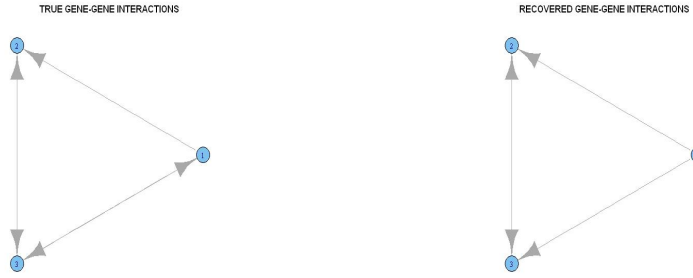 TRUE GENE-GENE INTERACTIONS
RECOVERED GENE-GENE INTERACTIONS
2
2
1
3
3